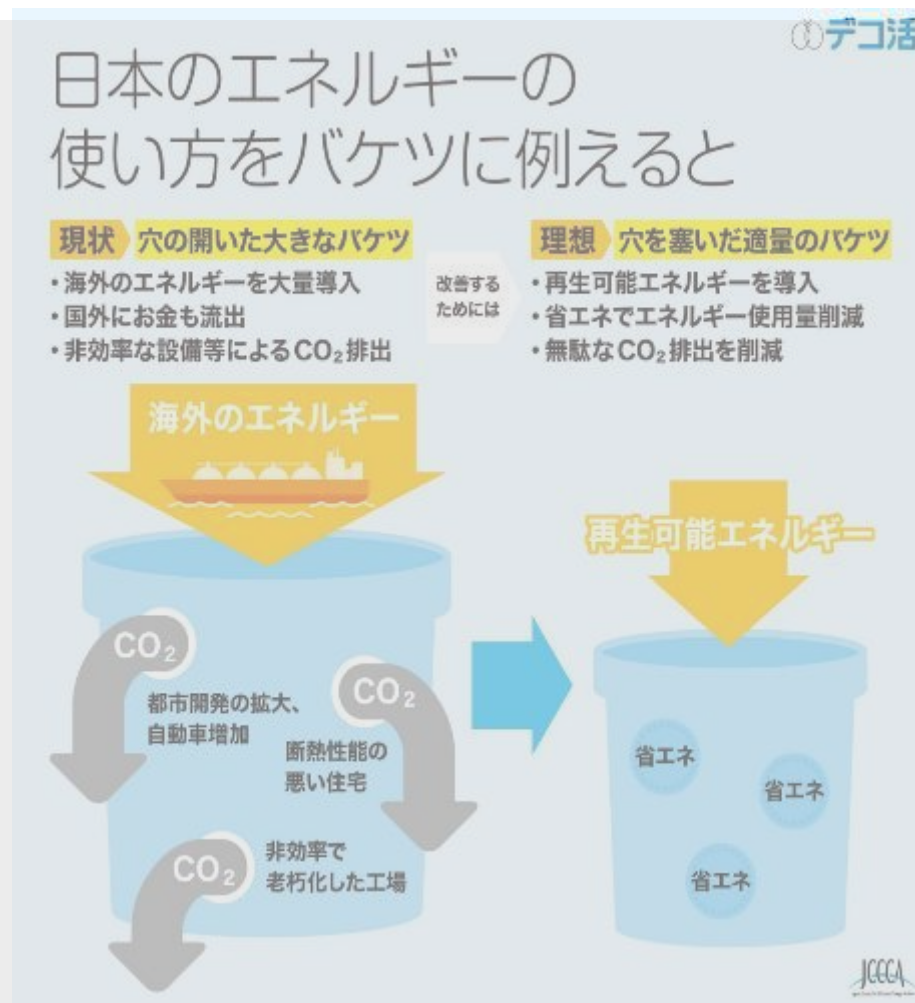 デコ活
日本のエネルギーの
使い方をバケツに例えると
現状 穴の開いた大きなバケツ
・海外のエネルギーを大量導入
・国外にお金も流出
・非効率な設備等によるCO₂排出
改善する
ためには
理想 穴を塞いだ適量のバケツ
・再生可能エネルギーを導入
・省エネでエネルギー使用量削減
・無駄なCO₂排出を削減
海外のエネルギー
再生可能エネルギー
CO₂
都市開発の拡大、
自動車増加
CO₂
断熱性能の
悪い住宅
CO₂
非効率で
老朽化した工場
省エネ
省エネ
省エネ
JCCCA